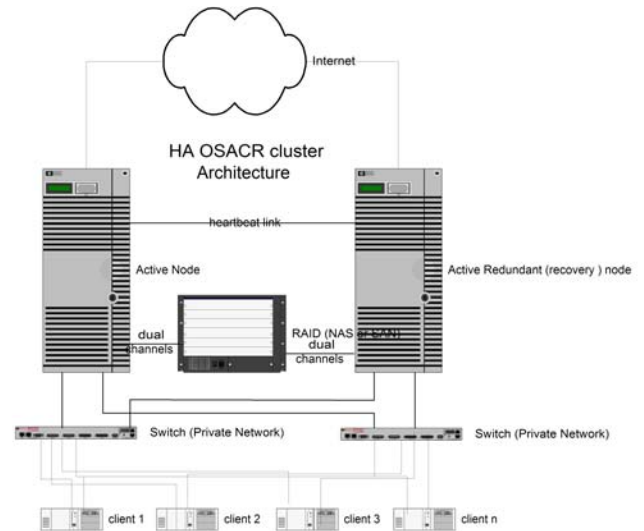 Internet
HA OSACR cluster
Architecture
heartbeat link
Active Node
Active Redundant (recovery ) node
dual
channels
RAID (NAS or SAN)
dual
channels
Switch (Private Network)
Switch (Private Network)
client 1
client 2
client 3
client n